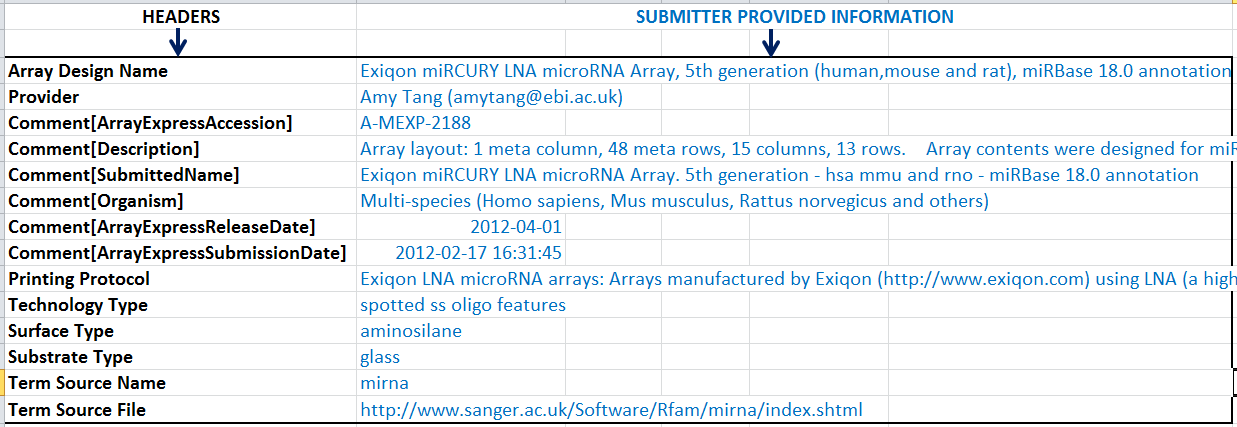 HEADERS SUBMITTER PROVIDED INFORMATION
Array Design Name Exiqon miRCURY LNA microRNA Array, 5th generation (human,mouse and rat), miRBase 18.0 annotation
Provider Amy Tang (amytang@ebi.ac.uk)
Comment[ArrayExpressAccession] A-MEXP-2188
Comment[Description] Array layout: 1 meta column, 48 meta rows, 15 columns, 13 rows. Array contents were designed for miR
Comment[SubmittedName] Exiqon miRCURY LNA microRNA Array. 5th generation - hsa mmu and rno - miRBase 18.0 annotation
Comment[Organism] Multi-species (Homo sapiens, Mus musculus, Rattus norvegicus and others)
Comment[ArrayExpressReleaseDate] 2012-04-01
Comment[ArrayExpressSubmissionDate] 2012-02-17 16:31:45
Printing Protocol Exiqon LNA microRNA arrays: Arrays manufactured by Exiqon (http://www.exiqon.com) using LNA (a high
Technology Type spotted ss oligo features
Surface Type aminosilane
Substrate Type glass
Term Source Name mirna
Term Source File http://www.sanger.ac.uk/Software/Rfam/mirna/index.shtml